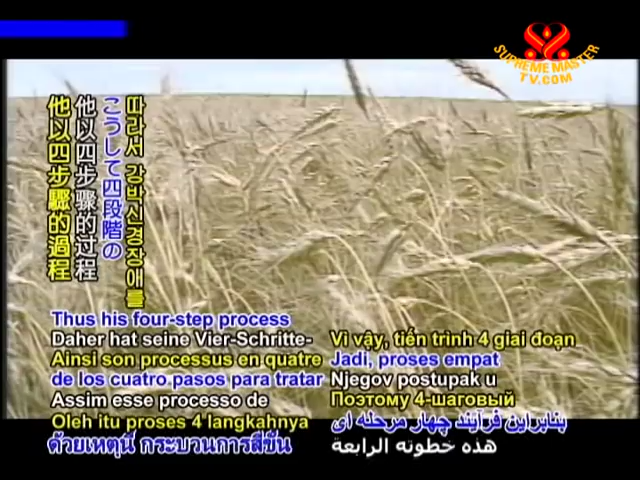 SUPREME MASTER
TV.COM
따라서 강박신경장애를
こうして四段階の
他以四步骤的过程
他以四步驟的過程
Thus his four-step process
Daher hat seine Vier-Schritte-
Ainsi son processus en quatre
de los cuatro pasos para tratar
Assim esse processo de
Oleh itu proses 4 langkahnya
ด้วยเหตุนี้ กระบวนการสี่ขั้น
Vì vậy, tiến trình 4 giai đoạn
Jadi, proses empat
Njegov postupak u
Поэтому 4-шаговый
بنابراین فرآیند چهار مرحله ای
هذه خطوته الرابعة